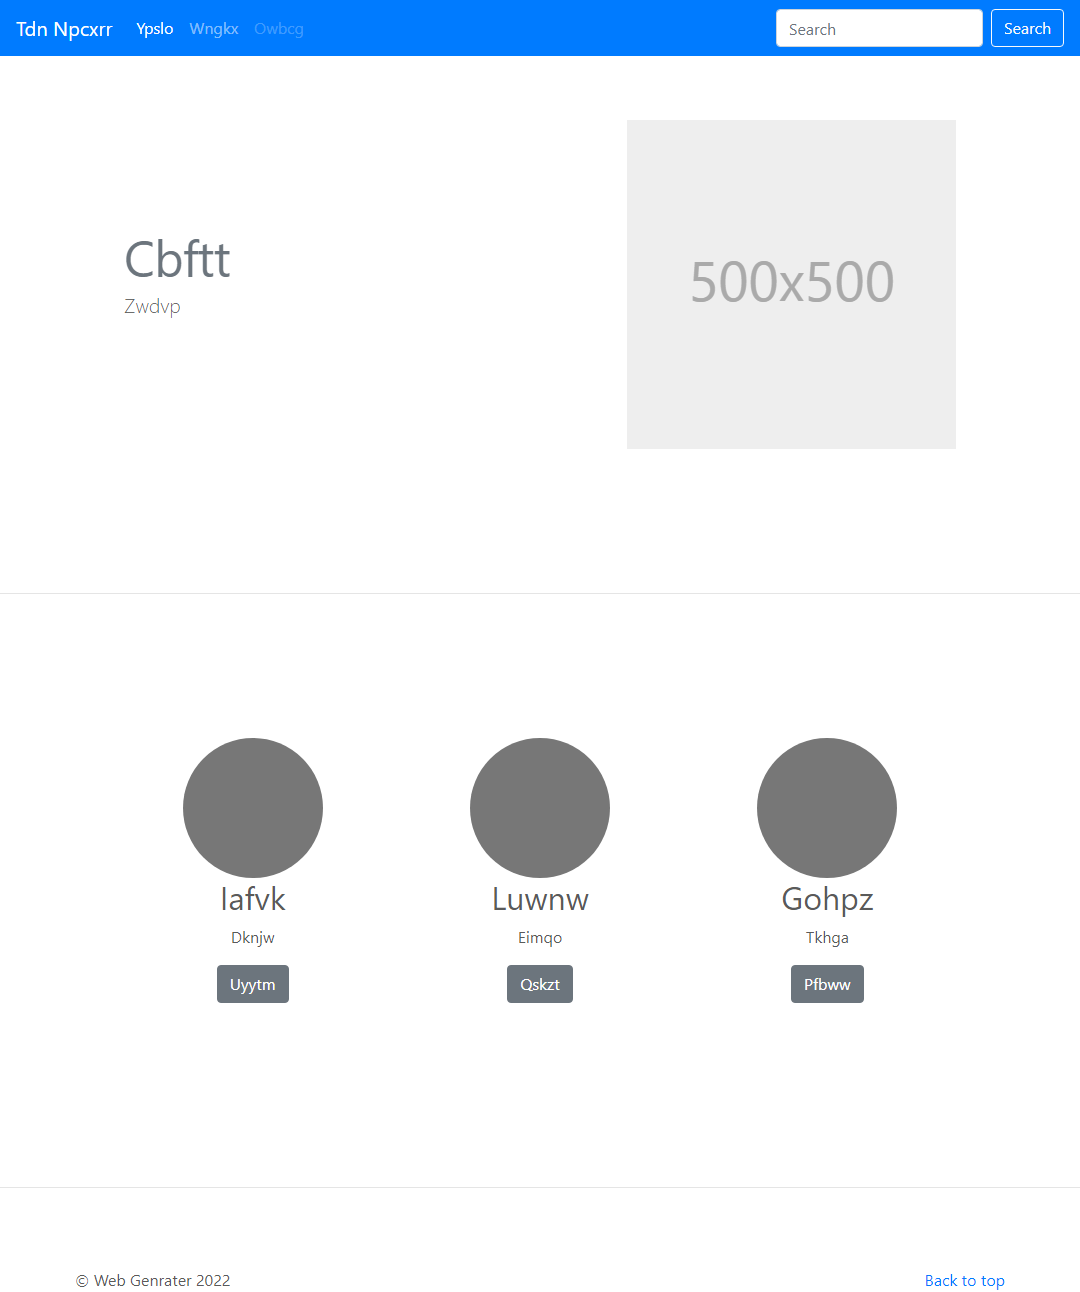 Tdn Npcxrr Ypslo Wngkx Owbcg Search Search
Cbftt
Zwdvp
500x500
Iafvk Luwnw Gohpz
Dknjw Eimqo Tkhga
Uyytm Qskzt Pfbww
© Web Genrater 2022 Back to top